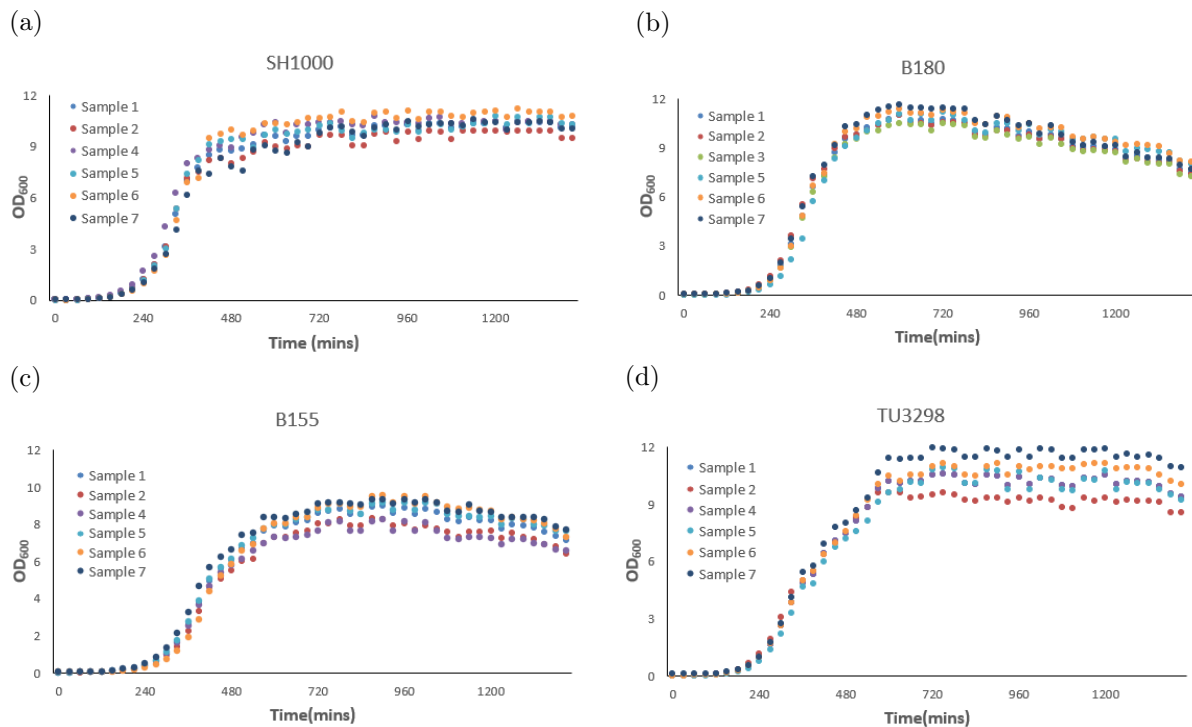 (a)
SH1000
12
9
6
3
0
OD600
Sample 1
Sample 2
Sample 4
Sample 5
Sample 6
Sample 7
0 240 480 720 960 1200
Time (mins)
(b)
B180
12
9
6
3
0
OD600
Sample 1
Sample 2
Sample 3
Sample 5
Sample 6
Sample 7
0 240 480 720 960 1200
Time(mins)
(c)
B155
12
10
8
6
4
2
0
OD600
Sample 1
Sample 2
Sample 4
Sample 5
Sample 6
Sample 7
0 240 480 720 960 1200
Time(mins)
(d)
TU3298
12
9
6
3
0
OD600
Sample 1
Sample 2
Sample 4
Sample 5
Sample 6
Sample 7
0 240 480 720 960 1200
Time(mins)